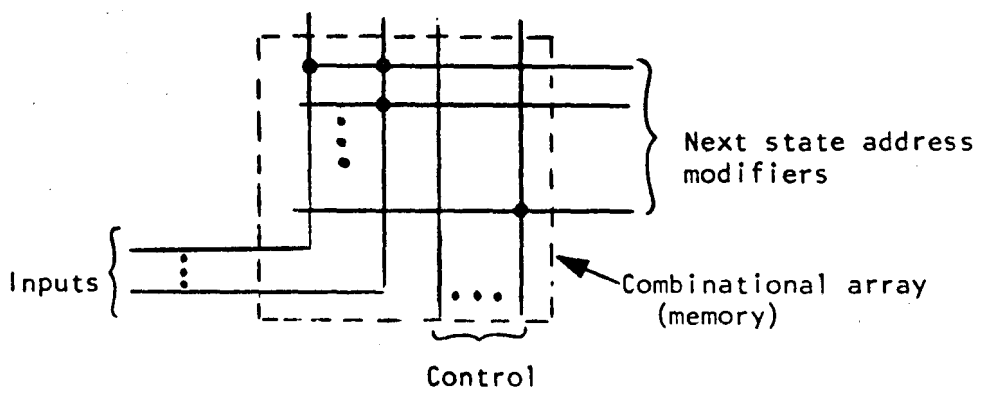 Next state address
modifiers
Inputs
Combinational array
(memory)
Control